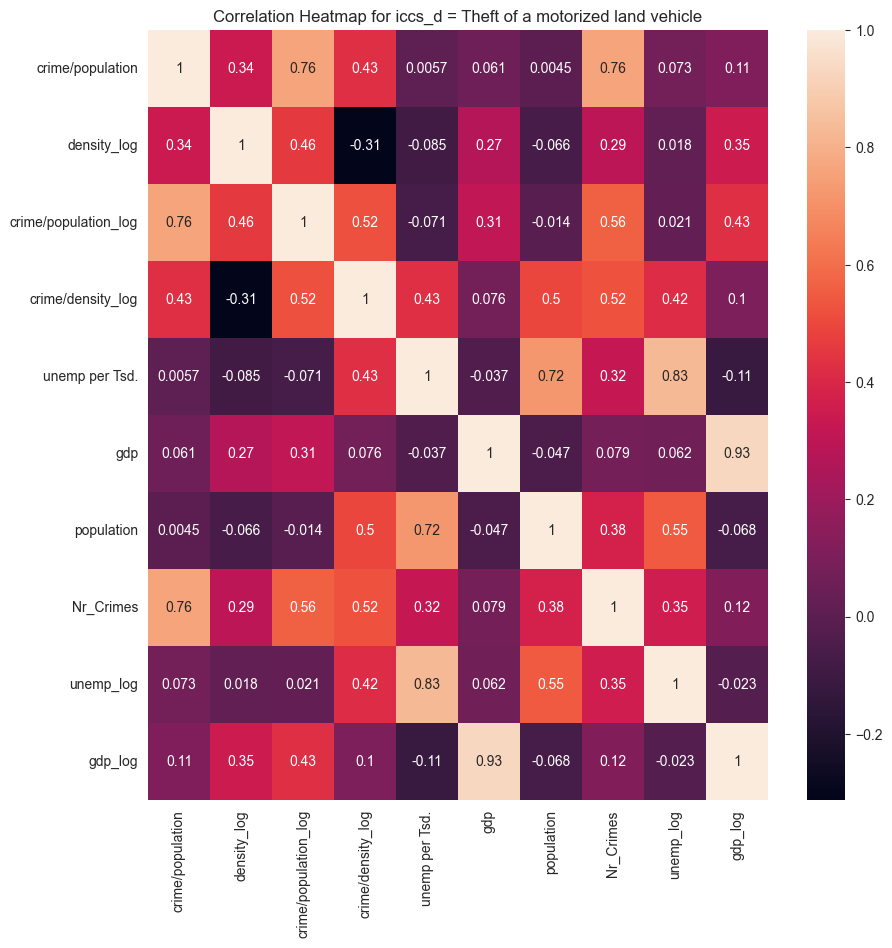 Correlation Heatmap for iccs_d = Theft of a motorized land vehicle
crime/population 1 0.34 0.76 0.43 0.0057 0.061 0.0045 0.76 0.073 0.11
density_log 0.34 1 0.46 -0.31 -0.085 0.27 -0.066 0.29 0.018 0.35
crime/population_log 0.76 0.46 1 0.52 -0.071 0.31 -0.014 0.56 0.021 0.43
crime/density_log 0.43 -0.31 0.52 1 0.43 0.076 0.5 0.52 0.42 0.1
unemp per Tsd. 0.0057 -0.085 -0.071 0.43 1 -0.037 0.72 0.32 0.83 -0.11
gdp 0.061 0.27 0.31 0.076 -0.037 1 -0.047 0.079 0.062 0.93
population 0.0045 -0.066 -0.014 0.5 0.72 -0.047 1 0.38 0.55 -0.068
Nr_Crimes 0.76 0.29 0.56 0.52 0.32 0.079 0.38 1 0.35 0.12
unemp_log 0.073 0.018 0.021 0.42 0.83 0.062 0.55 0.35 1 -0.023
gdp_log 0.11 0.35 0.43 0.1 -0.11 0.93 -0.068 0.12 -0.023 1
crime/population
density_log
crime/population_log
crime/density_log
unemp per Tsd.
gdp
population
Nr_Crimes
unemp_log
gdp_log
1.0
0.8
0.6
0.4
0.2
0.0
−0.2